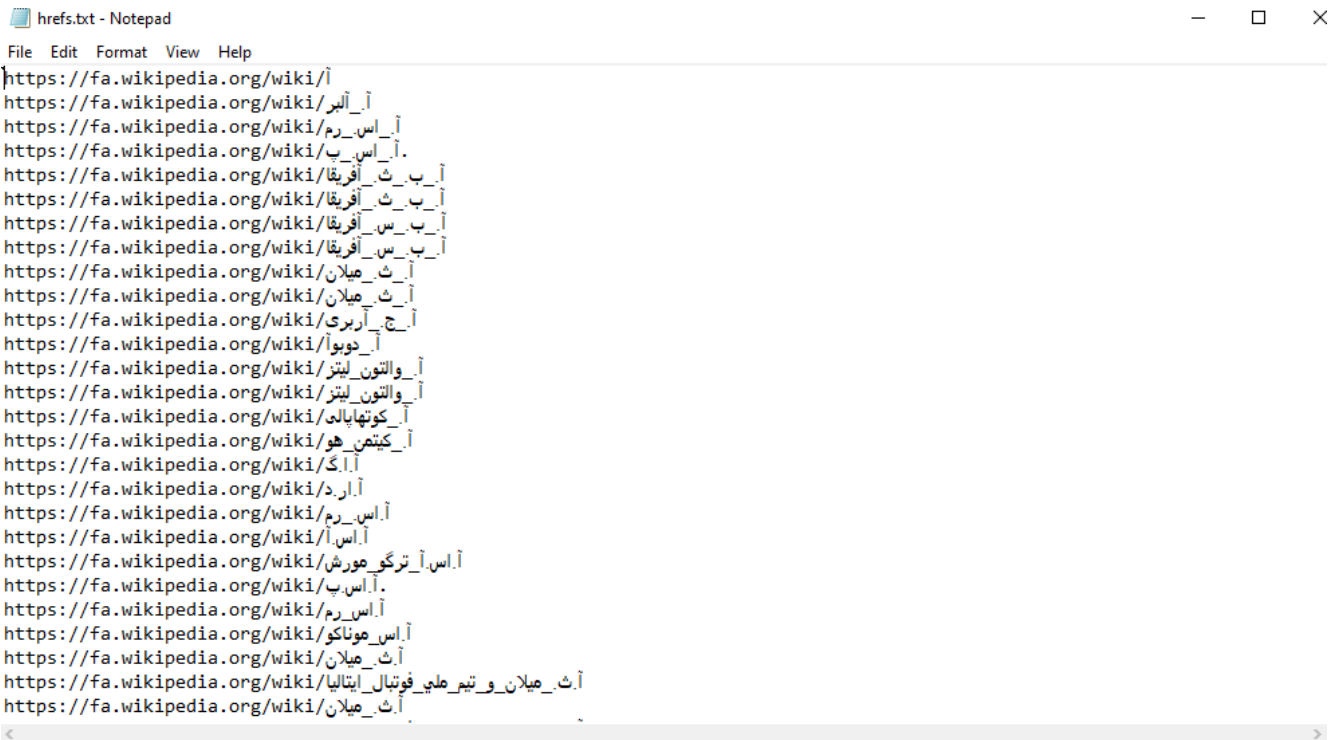 hrefs.txt - Notepad
File Edit Format View Help
https://fa.wikipedia.org/wiki/آ
https://fa.wikipedia.org/wiki/آ._آلبر
https://fa.wikipedia.org/wiki/آ._اس._رم
https://fa.wikipedia.org/wiki/آ._اس._پ.
https://fa.wikipedia.org/wiki/آ._ب._ث._آفریقا
https://fa.wikipedia.org/wiki/آ._ب._ث._آفریقا
https://fa.wikipedia.org/wiki/آ._ب._س._آفریقا
https://fa.wikipedia.org/wiki/آ._ب._س._آفریقا
https://fa.wikipedia.org/wiki/آ._ث._میلان
https://fa.wikipedia.org/wiki/آ._ث._میلان
https://fa.wikipedia.org/wiki/آ._ج._آربری
https://fa.wikipedia.org/wiki/آ._دوبوآ
https://fa.wikipedia.org/wiki/آ._والتون_لیتز
https://fa.wikipedia.org/wiki/آ._والتون_لیتز
https://fa.wikipedia.org/wiki/آ._کوتهاپالی
https://fa.wikipedia.org/wiki/آ._کیتمن_هو
https://fa.wikipedia.org/wiki/آ.ا.گ
https://fa.wikipedia.org/wiki/آ.ار.د
https://fa.wikipedia.org/wiki/آ.اس._رم
https://fa.wikipedia.org/wiki/آ.اس.آ
https://fa.wikipedia.org/wiki/آ.اس.آ_ترگو_مورش
https://fa.wikipedia.org/wiki/آ.اس.پ.
https://fa.wikipedia.org/wiki/آ.اس_رم
https://fa.wikipedia.org/wiki/آ.اس_موناکو
https://fa.wikipedia.org/wiki/آ.ث._میلان
https://fa.wikipedia.org/wiki/آ.ث._میلان_و_تیم_ملي_فوتبال_ایتالیا
https://fa.wikipedia.org/wiki/آ.ث._میلان